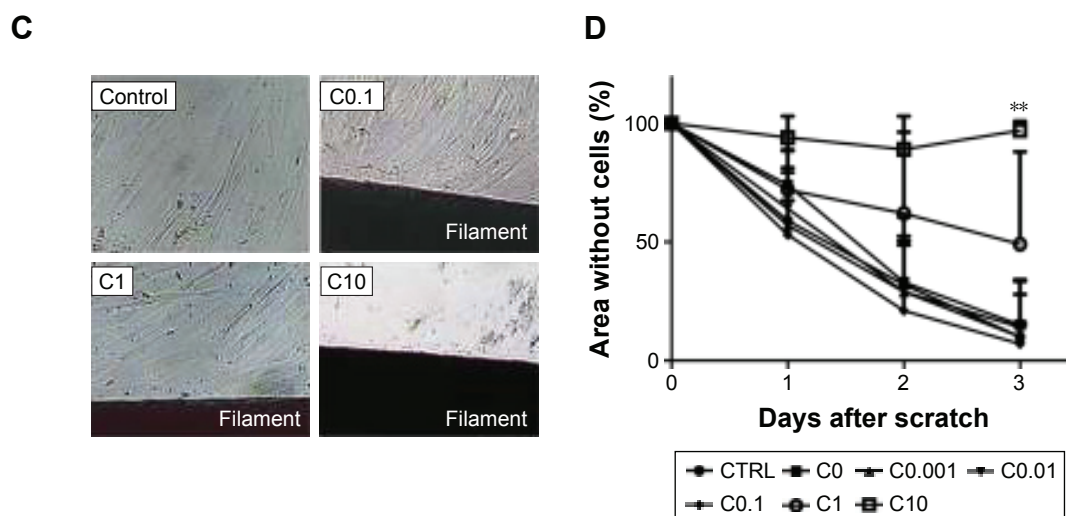 C
Control
C0.1
Filament
C1
Filament
C10
Filament
D
Area without cells (%)
100
50
0
**
0 1 2 3
Days after scratch
CTRL C0 C0.001 C0.01
C0.1 C1 C10